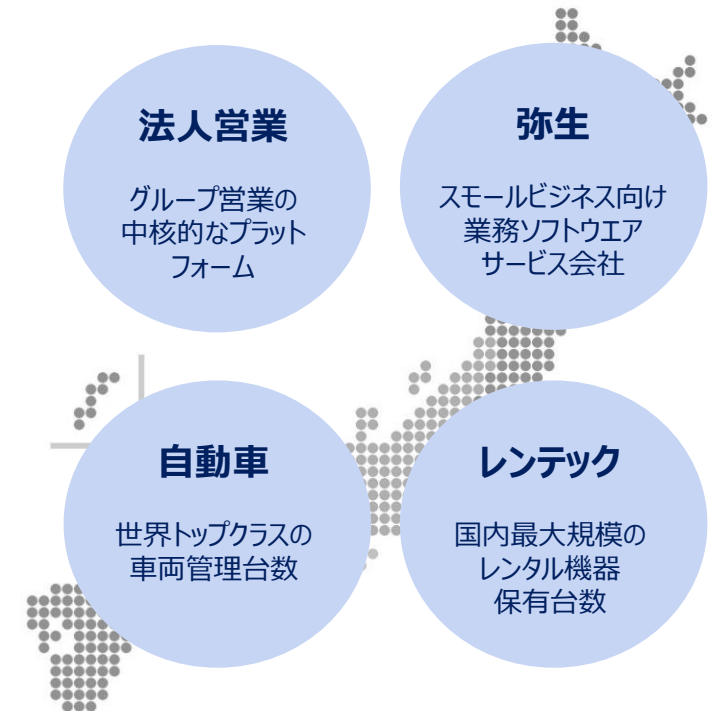 法人営業
グループ営業の
中核的なプラット
フォーム
弥生
スモールビジネス向け
業務ソフトウエア
サービス会社
自動車
世界トップクラスの
車両管理台数
レンテック
国内最大規模の
レンタル機器
保有台数